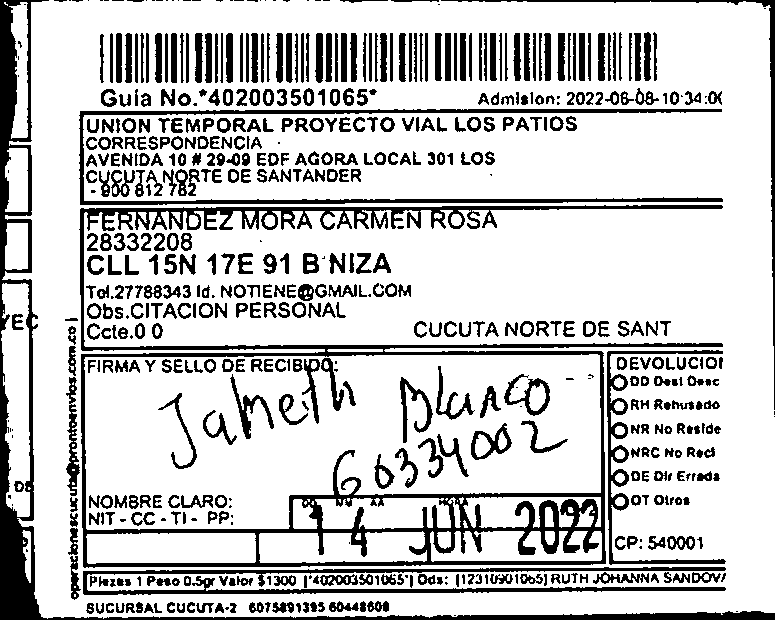 Guia No.*402003501065*
Admision: 2022-06-08-10:34:0
UNION TEMPORAL PROYECTO VIAL LOS PATIOS
CORRESPONDENCIA
AVENIDA 10 # 29-09 EDF AGORA LOCAL 301 LOS
CUCUTA NORTE DE SANTANDER
- 900 812 782
FERNANDEZ MORA CARMEN ROSA
28332208
CLL 15N 17E 91 B NIZA
Tel.27788343 Id. NOTIENE@GMAIL.COM
Obs.CITACION PERSONAL
Ccte.0 0 CUCUTA NORTE DE SANT
FIRMA Y SELLO DE RECIBIDO:
Jahneth Blanco
60334002
NOMBRE CLARO:
NIT - CC - TI - PP:
DD MM AA HORA
14 JUN 2022
DEVOLUCIO
DD Desl Desc
RH Rehusado
NR No Reside
NRC No Recl
DE Dir Errada
OT Otros
CP: 540001
Piezas 1 Peso 0.5gr Valor $1300 [*402003501065*] Ods: [12310901065] RUTH JOHANNA SANDOV
SUCURSAL CUCUTA-2 6075891395 60448608
operacionescucuta@prontoenvios.com.co |
YEC
DE